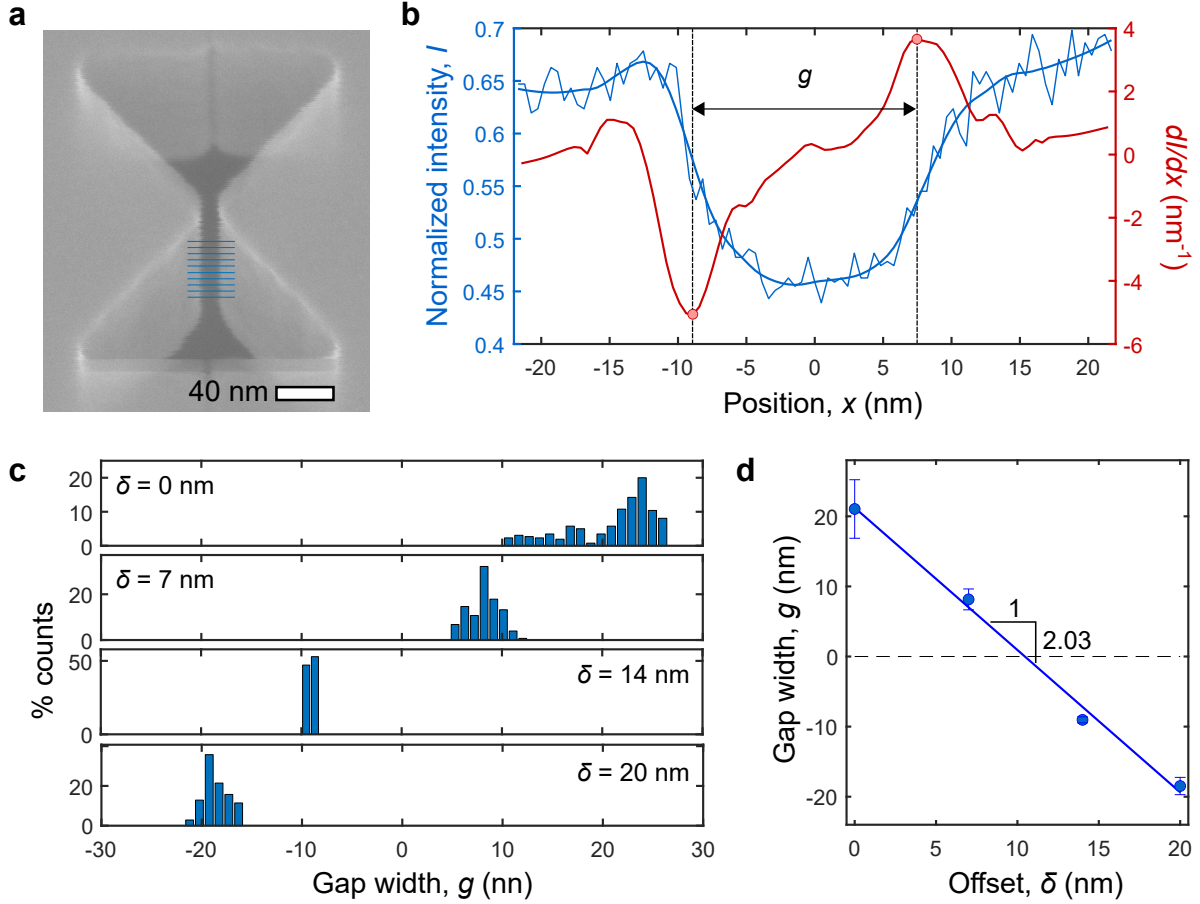 a
40 nm
b
Normalized intensity, I
0.7
0.65
0.6
0.55
0.5
0.45
0.4
g
4
2
0
-2
-4
-6
dI/dx (nm⁻¹)
-20 -15 -10 -5 0 5 10 15 20
Position, x (nm)
c
% counts
20
10
0
δ = 0 nm
20
0
δ = 7 nm
50
0
δ = 14 nm
20
0
δ = 20 nm
-30 -20 -10 0 10 20 30
Gap width, g (nn)
d
Gap width, g (nm)
20
10
0
-10
-20
1
2.03
0 5 10 15 20
Offset, δ (nm)